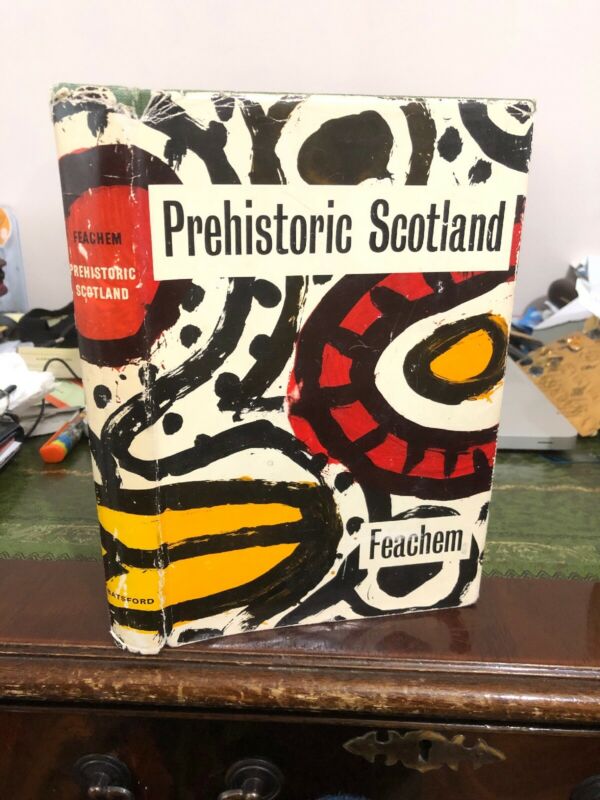 FEACHEM
PREHISTORIC
SCOTLAND
BATSFORD
Prehistoric Scotland
Feachem